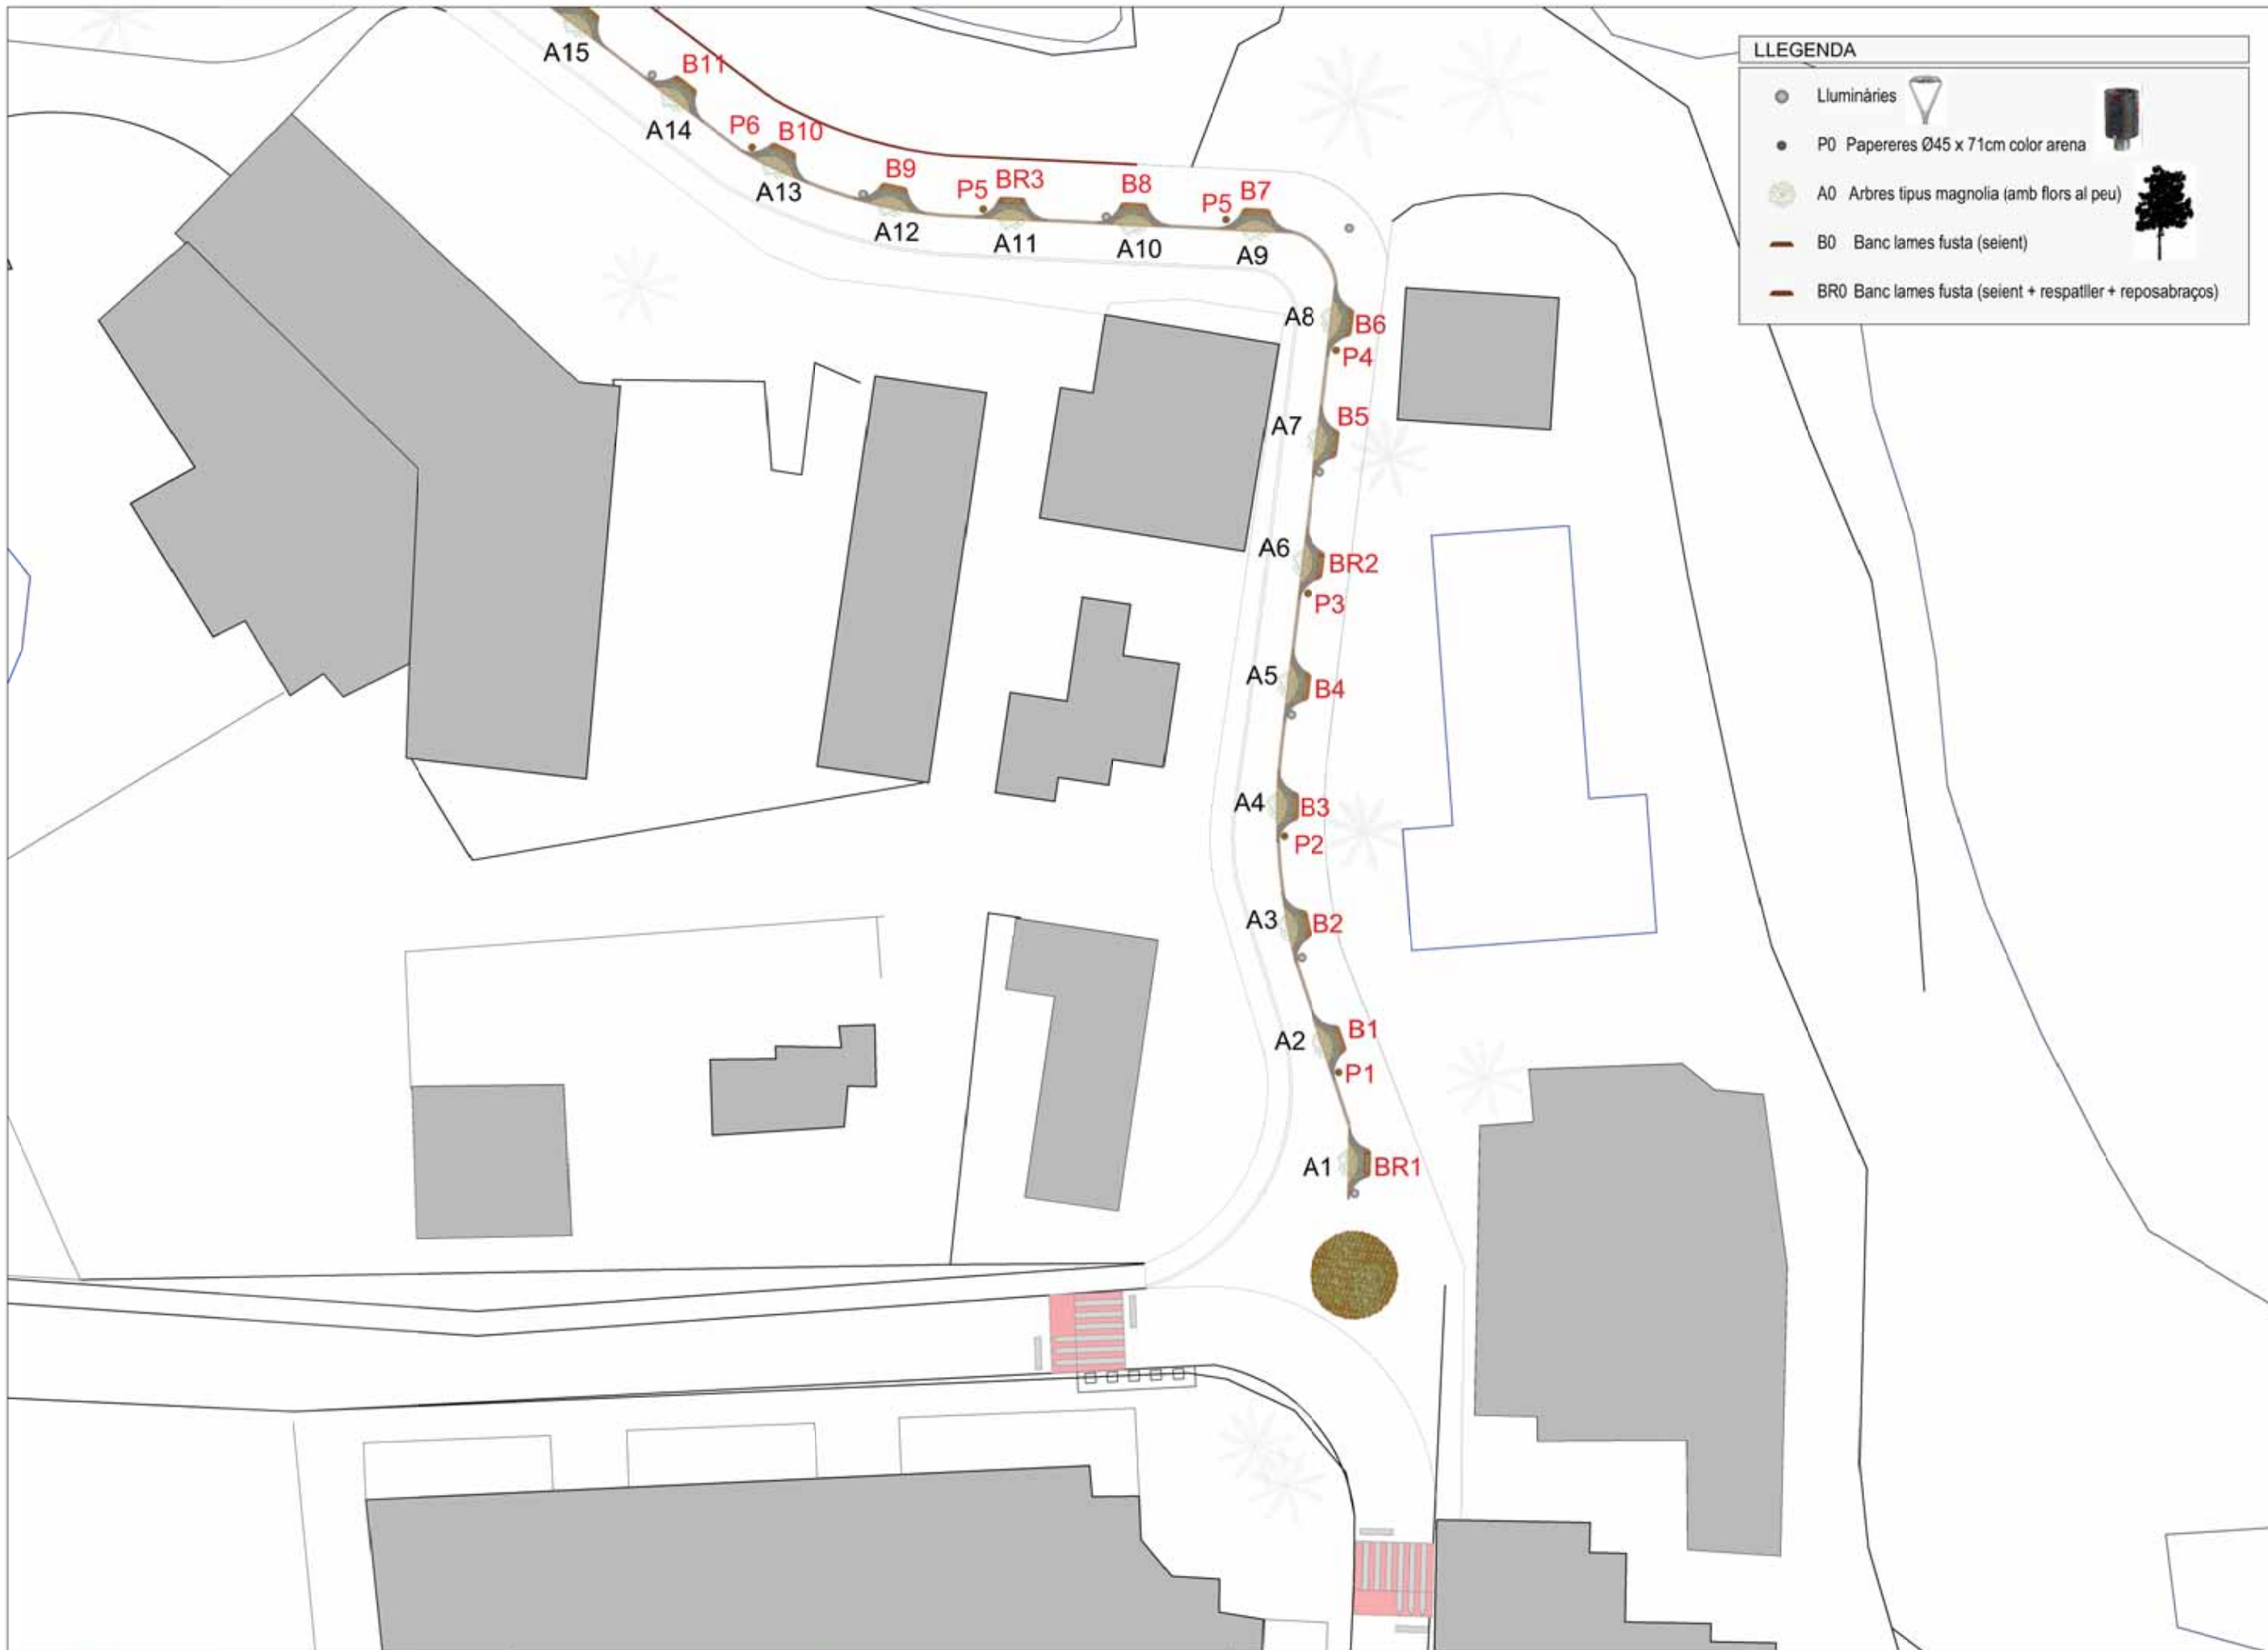 LLEGENDA
Lluminàries
P0 Papereres Ø45 x 71cm color arena
A0 Arbres tipus magnolia (amb flors al peu)
B0 Banc lames fusta (seient)
BR0 Banc lames fusta (seient + respatller + reposabraços)
A15
B11
A14
P6 B10
A13
B9
A12
P5 BR3
A11
B8
A10
P5 B7
A9
A8 B6
P4
A7 B5
A6 BR2
P3
A5 B4
A4 B3
P2
A3 B2
A2 B1
P1
A1 BR1